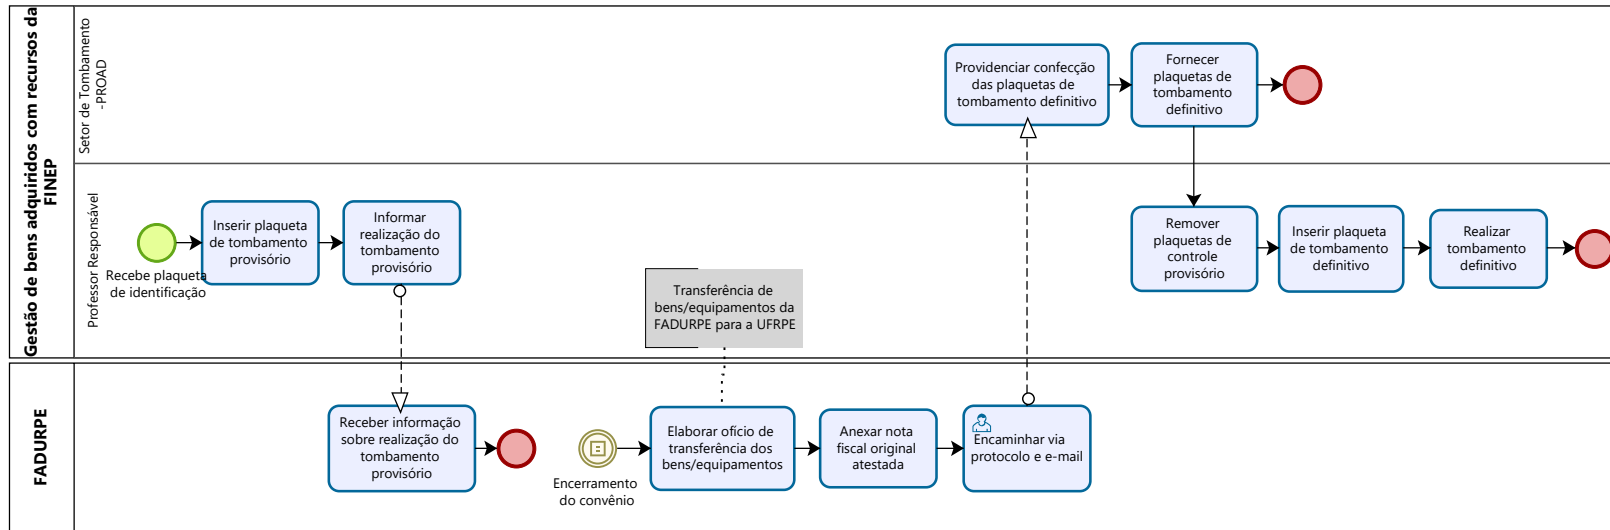 Gestão de bens adquiridos com recursos da
FINEP
Setor de Tombamento
-PROAD
Providenciar confecção
das plaquetas de
tombamento definitivo
Fornecer
plaquetas de
tombamento
definitivo
Professor Responsável
Recebe plaqueta
de identificação
Inserir plaqueta
de tombamento
provisório
Informar
realização do
tombamento
provisório
Remover
plaquetas de
controle
provisório
Inserir plaqueta
de tombamento
definitivo
Realizar
tombamento
definitivo
Transferência de
bens/equipamentos da
FADURPE para a UFRPE
FADURPE
Receber informação
sobre realização do
tombamento
provisório
Encerramento
do convênio
Elaborar ofício de
transferência dos
bens/equipamentos
Anexar nota
fiscal original
atestada
Encaminhar via
protocolo e e-mail